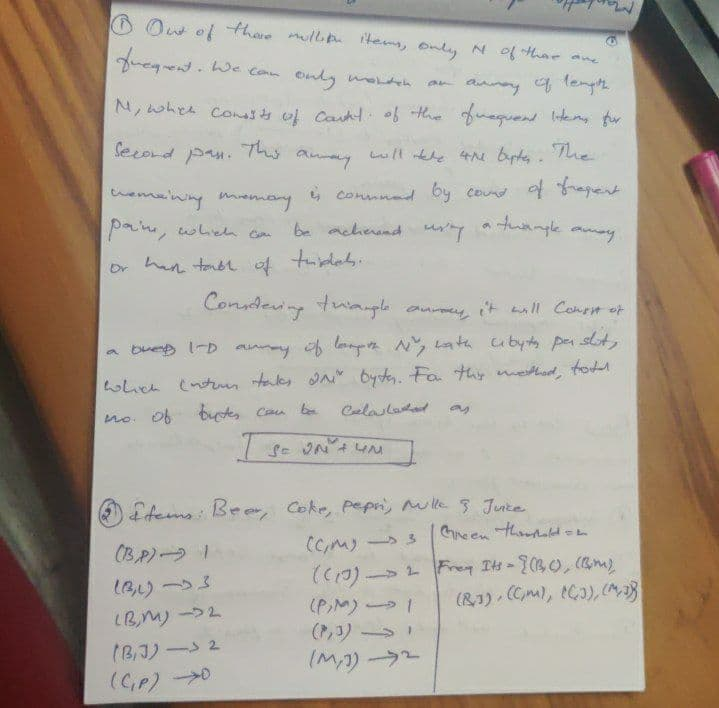 ① Out of these million items, only N of those are
frequent. We can only maintain an array of length
N, which consists of count of the frequent items for
second pass. This array will take 4N bytes. The
remaining memory is consumed by count of frequent
pairs, which can be achieved using a triangle array
or hash table of triplets.
Considering triangle array, it will consist of
a 1-D array of length N², with 4 bytes per slot,
which inturn takes 2N² bytes. For this method, total
no. of bytes can be calculated as
S = 2N² + 4N
② Items: Beer, Coke, pepsi, Milk & Juice
(B,P) → 1
(B,C) → 3
(B,M) → 2
(B,J) → 2
(C,P) → 0
(C,M) → 3
(C,J) → 2
(P,M) → 1
(P,J) → 1
(M,J) → 2
Given threshold = 2
Freq Its = {(B,C), (B,M),
(B,J), (C,M), (C,J), (M,J)}